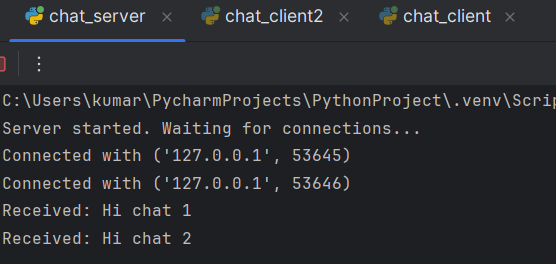 chat_server chat_client2 chat_client
C:\Users\kumar\PycharmProjects\PythonProject\.venv\Scrip
Server started. Waiting for connections...
Connected with ('127.0.0.1', 53645)
Connected with ('127.0.0.1', 53646)
Received: Hi chat 1
Received: Hi chat 2